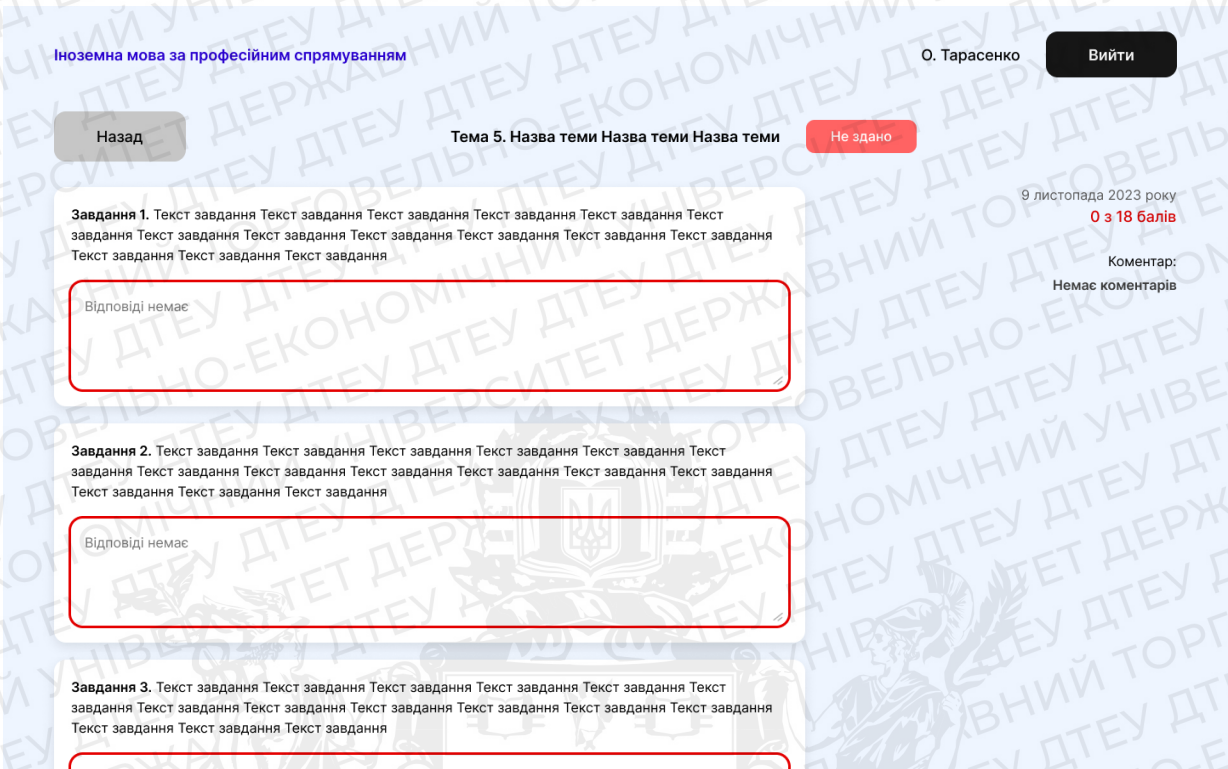 Іноземна мова за професійним спрямуванням
О. Тарасенко
Вийти
Назад
Тема 5. Назва теми Назва теми Назва теми
Не здано
9 листопада 2023 року
0 з 18 балів
Коментар:
Немає коментарів
Завдання 1. Текст завдання Текст завдання Текст завдання Текст завдання Текст завдання Текст
завдання Текст завдання Текст завдання Текст завдання Текст завдання Текст завдання Текст завдання
Текст завдання Текст завдання Текст завдання
Відповіді немає
Завдання 2. Текст завдання Текст завдання Текст завдання Текст завдання Текст завдання Текст
завдання Текст завдання Текст завдання Текст завдання Текст завдання Текст завдання Текст завдання
Текст завдання Текст завдання Текст завдання
Відповіді немає
Завдання 3. Текст завдання Текст завдання Текст завдання Текст завдання Текст завдання Текст
завдання Текст завдання Текст завдання Текст завдання Текст завдання Текст завдання Текст завдання
Текст завдання Текст завдання Текст завдання